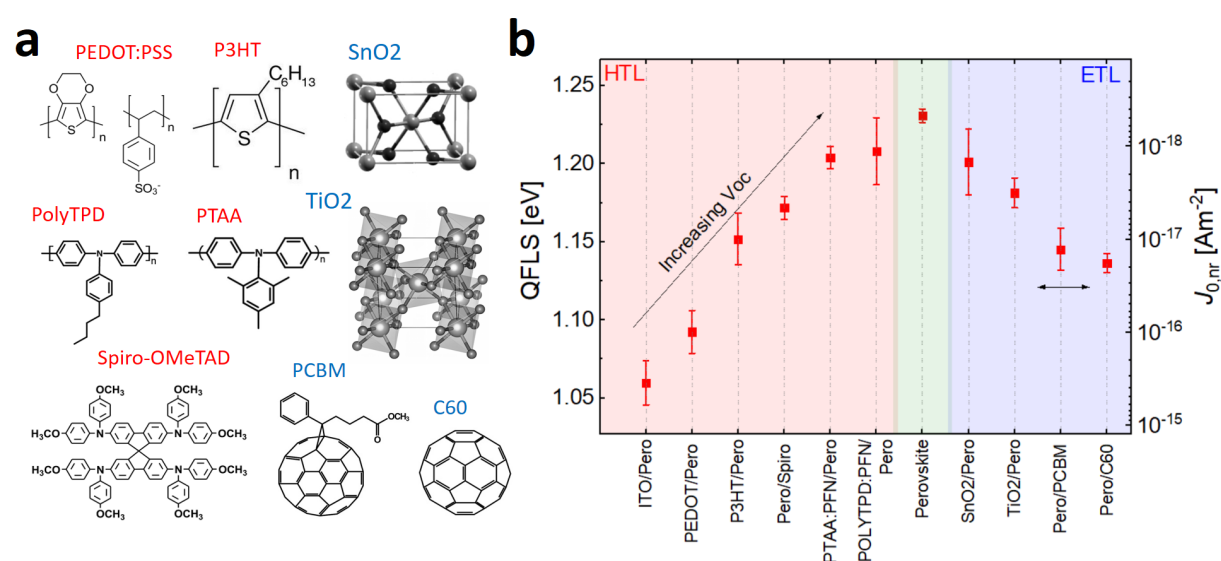 a
PEDOT:PSS
P3HT
SnO2
O
O
S
n
n
SO3-
C6H13
S
n
PolyTPD
PTAA
TiO2
N
n
N
n
Spiro-OMeTAD
PCBM
C60
OCH3
OCH3
H3CO
N
N
OCH3
H3CO
N
N
OCH3
OCH3
OCH3
OCH3
O
b
HTL
ETL
QFLS [eV]
1.25
1.20
1.15
1.10
1.05
Increasing Voc
10-18
10-17
10-16
10-15
J0,nr [Am-2]
ITO/Pero
PEDOT/Pero
P3HT/Pero
Pero/Spiro
PTAA:PFN/Pero
POLYTPD:PFN/
Pero
Perovskite
SnO2/Pero
TiO2/Pero
Pero/PCBM
Pero/C60